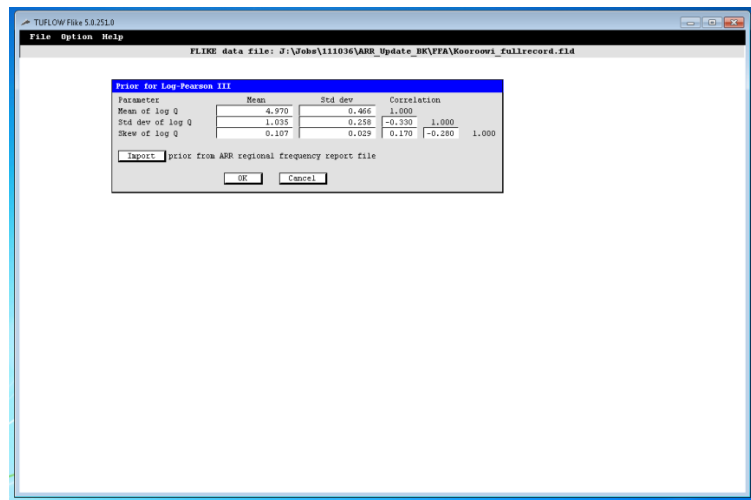 TUFLOW Flike 5.0.251.0
File Option Help
FLIKE data file: J:\Jobs\111036\ARR_Update_BK\FFA\Kooroowi_fullrecord.fld
Prior for Log-Pearson III
Parameter Mean Std dev Correlation
Mean of log Q 4.970 0.466 1.000
Std dev of log Q 1.035 0.258 -0.330 1.000
Skew of log Q 0.107 0.029 0.170 -0.280 1.000
Import prior from ARR regional frequency report file
OK Cancel